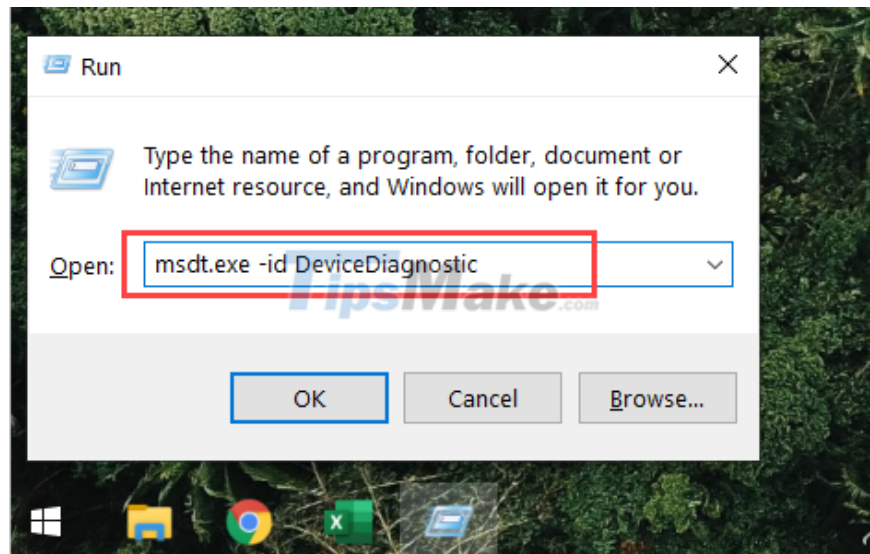 Run
Type the name of a program, folder, document or
Internet resource, and Windows will open it for you.
Open: msdt.exe -id DeviceDiagnostic
TipsMake.com
OK Cancel Browse...
X